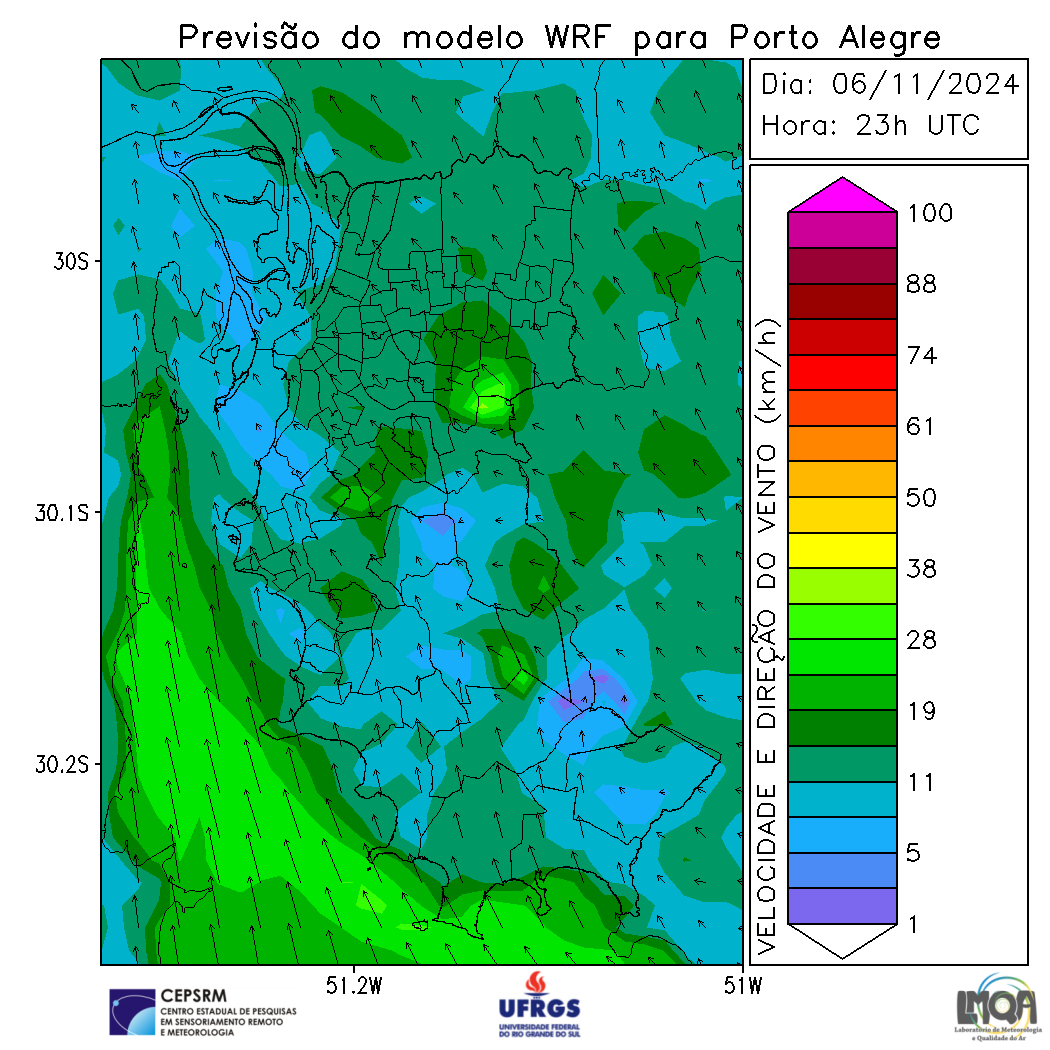 Previsão do modelo WRF para Porto Alegre
Dia: 06/11/2024
Hora: 23h UTC
30S
30.1S
30.2S
51.2W
51W
VELOCIDADE E DIREÇÃO DO VENTO (km/h)
100
88
74
61
50
38
28
19
11
5
1
CEPSRM
CENTRO ESTADUAL DE PESQUISAS
EM SENSORIAMENTO REMOTO
E METEOROLOGIA
UFRGS
UNIVERSIDADE FEDERAL
DO RIO GRANDE DO SUL
LMQA
Laboratório de Meteorologia
e Qualidade do Ar